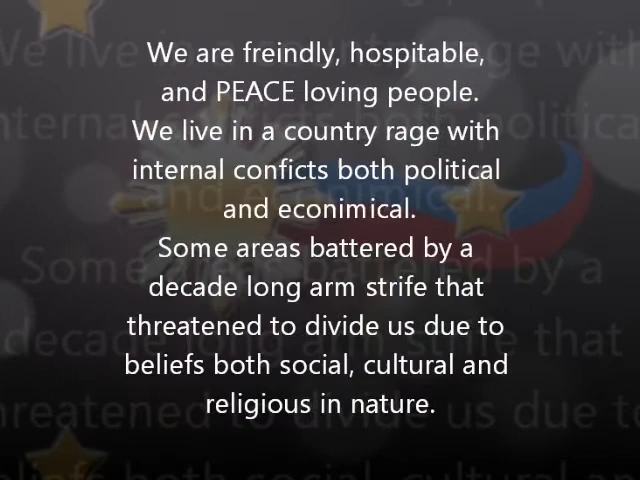 We are freindly, hospitable,
and PEACE loving people.
We live in a country rage with
internal conficts both political
and econimical.
Some areas battered by a
decade long arm strife that
threatened to divide us due to
beliefs both social, cultural and
religious in nature.